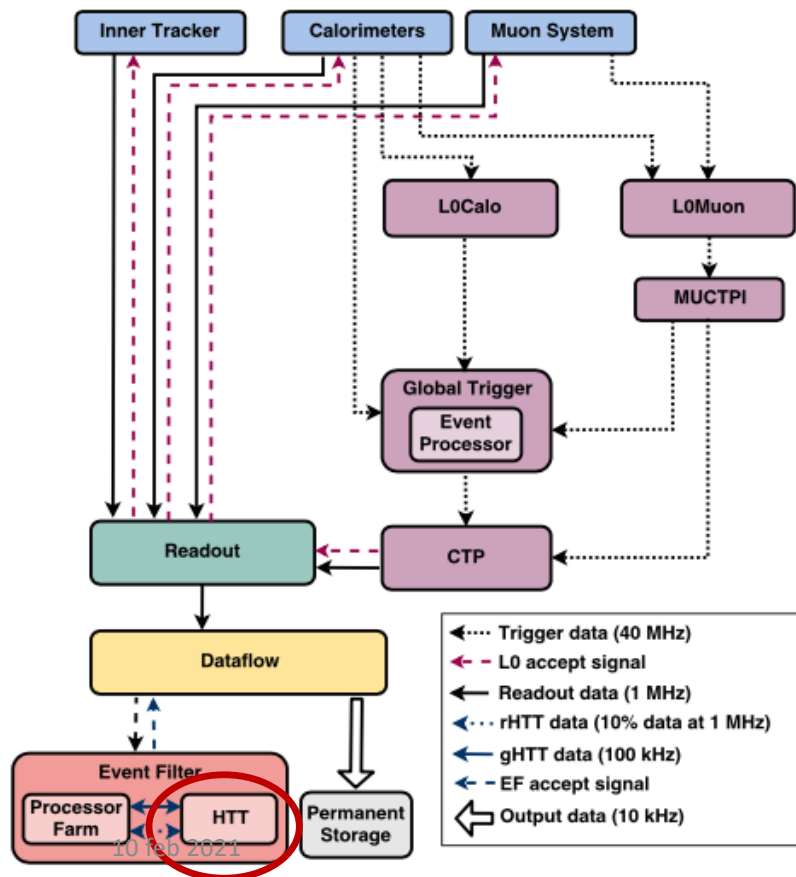 Inner Tracker
Calorimeters
Muon System
L0Calo
L0Muon
MUCTPI
Global Trigger
Event
Processor
Readout
CTP
Dataflow
Event Filter
Processor
Farm
HTT
10 feb 2021
Permanent
Storage
Trigger data (40 MHz)
L0 accept signal
Readout data (1 MHz)
rHTT data (10% data at 1 MHz)
gHTT data (100 kHz)
EF accept signal
Output data (10 kHz)